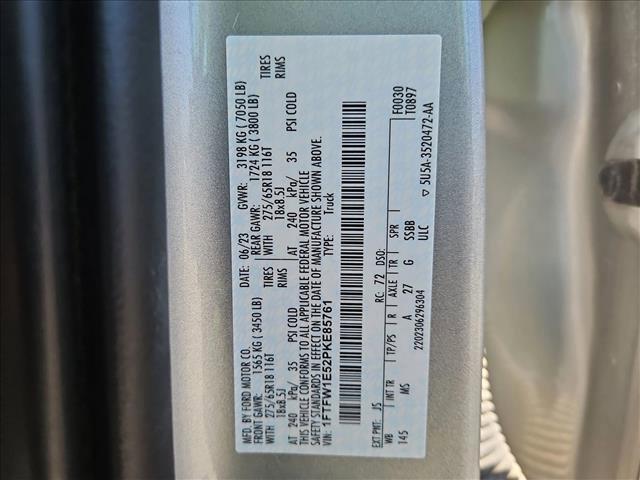 MFD. BY FORD MOTOR CO.
DATE: 06/23 GVWR: 3198 KG ( 7050 LB)
FRONT GAWR: 1565 KG ( 3450 LB) REAR GAWR: 1724 KG ( 3800 LB)
WITH 275/65R18 116T TIRES WITH 275/65R18 116T TIRES
18x8.5J RIMS 18x8.5J RIMS
AT 240 kPa/ 35 PSI COLD AT 240 kPa/ 35 PSI COLD
THIS VEHICLE CONFORMS TO ALL APPLICABLE FEDERAL MOTOR VEHICLE
SAFETY STANDARDS IN EFFECT ON THE DATE OF MANUFACTURE SHOWN ABOVE.
VIN: 1FTFW1E52PKE85761 TYPE: Truck
F0030
T0897
EXT PNT: JS RC: 72 DSO:
WB INT TR TP/PS R AXLE TR SPR
145 MS A 27 G SSBB
ULC
2202306296304 ▽ 5U5A-3520472-AA